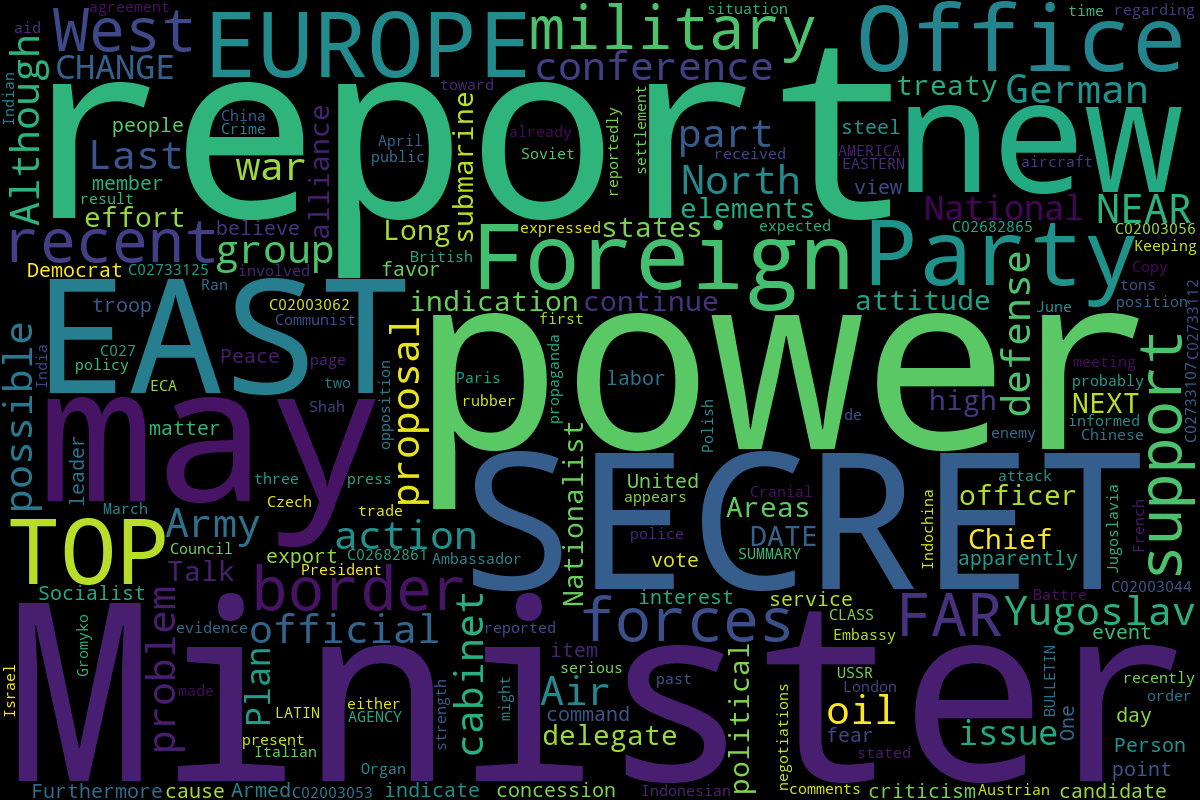 agreement
situation
time
regarding
aid
West
EUROPE
military
Office
CHANGE
conference
Although
Indian
toward
treaty
German
report
new
people
China
Crime
alliance
submarine
April
public
already
Soviet
reportedly
settlement
part
received
steel
AMERICA
EASTERN
aircraft
view
Last
war
member
result
North
elements
National
NEAR
effort
recent
believe
group
Long
British
expressed
states
expected
C02682865
C02003056
Keeping
Foreign
Party
Democrat
C02733125
involved
favor
Copy
tons
position
Ran
EAST
troop
C02003062
Communist
indication
continue
attitude
June
defense
C02733112
first
power
possible
India
C027
policy
Peace
page
two
ECA
Shah
opposition
proposal
Paris
rubber
propaganda
labor
Polish
de
high
meeting
probably
NEXT
informed
Chinese
enemy
support
C02733107
may
matter
leader
three
press
Czech
trade
March
TOP
Army
Council
Nationalist
United
appears
Cranial
Areas
police
DATE
SUMMARY
vote
SECRET
attack
officer
Chief
apparently
Indochina
Jugoslavia
French
action
export
C02682861
Ambassador
President
Talk
border
Socialist
C02003044
interest
service
CLASS
Embassy
FAR
Battre
Yugoslav
event
Minister
problem
evidence
official
cabinet
reported
forces
item
serious
Gromyko
Israel
made
Plan
LATIN
either
AGENCY
present
Italian
strength
might
Air
command
delegate
past
political
negotiations
USSR
London
oil
fear
stated
issue
BULLETIN
One
recently
order
day
Person
point
Organ
Furthermore
cause
Armed
C02003053
indicate
concession
Indonesian
comments
criticism
Austrian
candidate